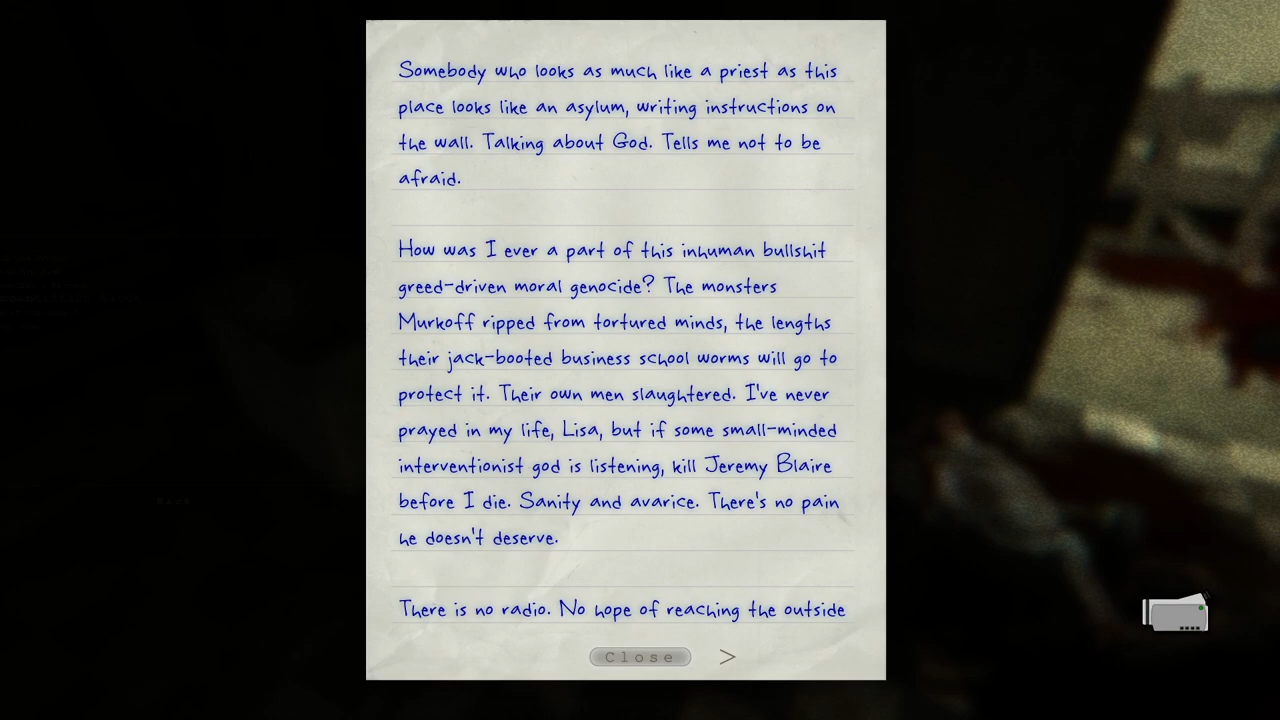 Somebody who looks as much like a priest as this
place looks like an asylum, writing instructions on
the wall. Talking about God. Tells me not to be
afraid.
How was I ever a part of this inhuman bullshit
greed-driven moral genocide? The monsters
Murkoff ripped from tortured minds, the lengths
their jack-booted business school worms will go to
protect it. Their own men slaughtered. I've never
prayed in my life, Lisa, but if some small-minded
interventionist god is listening, kill Jeremy Blaire
before I die. Sanity and avarice. There's no pain
he doesn't deserve.
There is no radio. No hope of reaching the outside
Close >